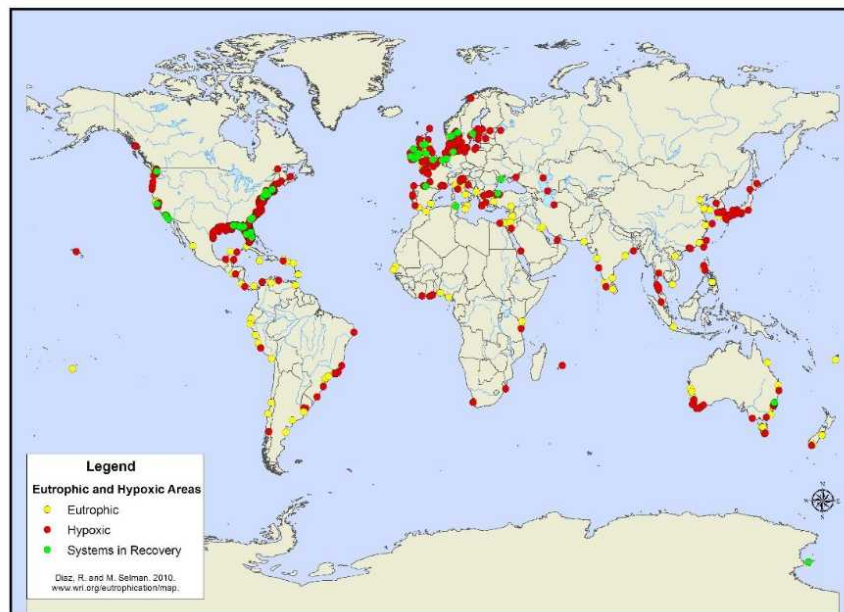 Legend
Eutrophic and Hypoxic Areas
Eutrophic
Hypoxic
Systems in Recovery
Diaz, R. and M. Selman. 2010.
www.wri.org/eutrophication/map.
N
W E
S